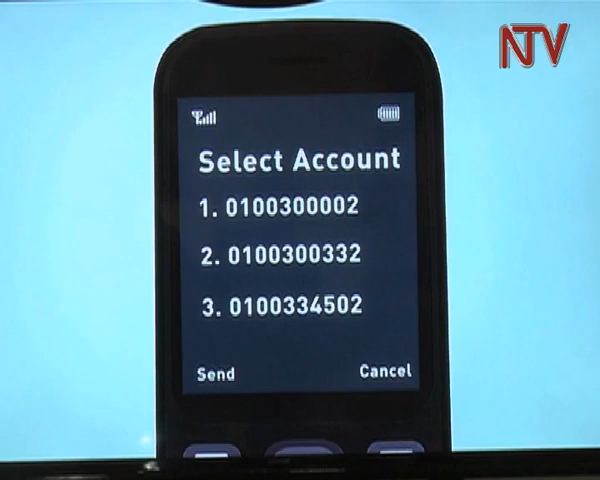 NTV
Select Account
1. 0100300002
2. 0100300332
3. 0100334502
Send Cancel